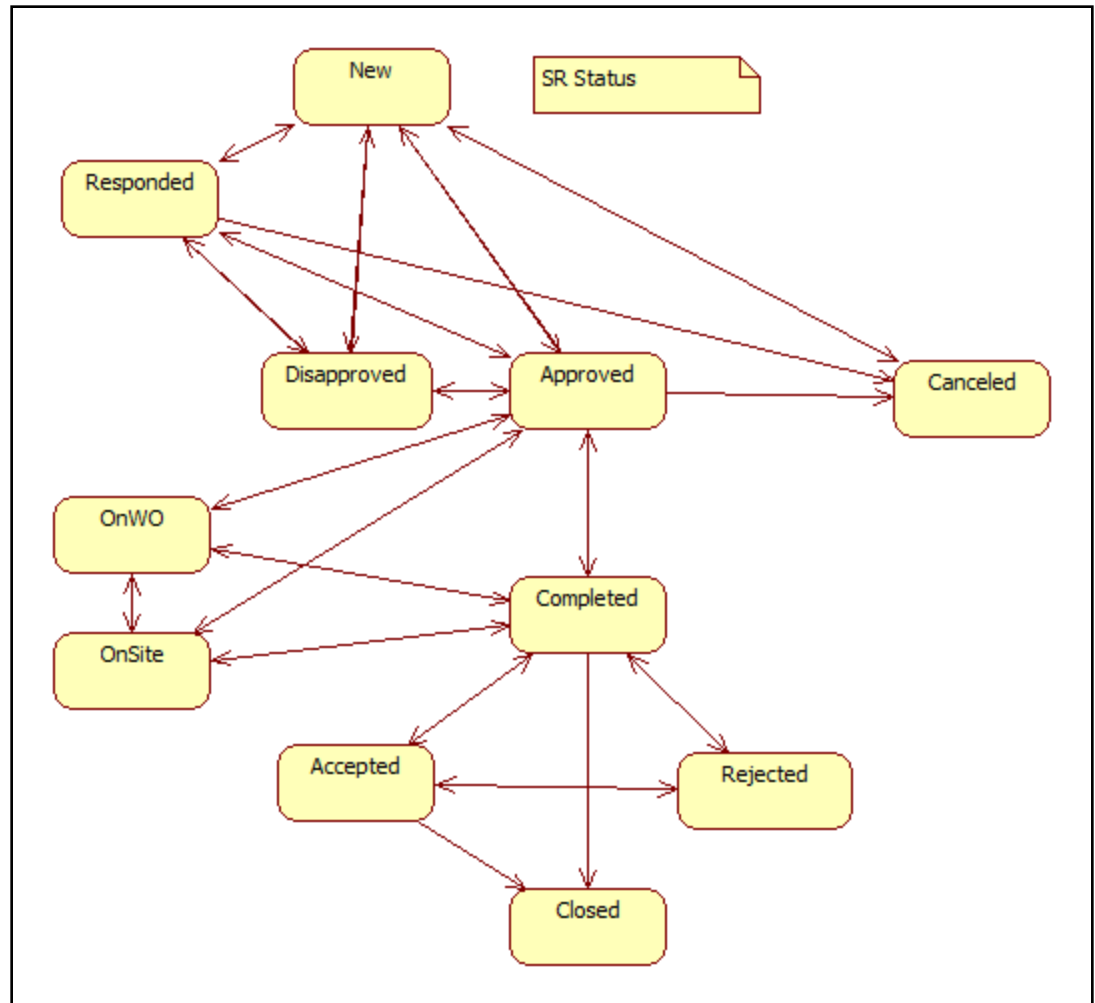 New
SR Status
Responded
Disapproved
Approved
Canceled
OnWO
Completed
OnSite
Accepted
Rejected
Closed